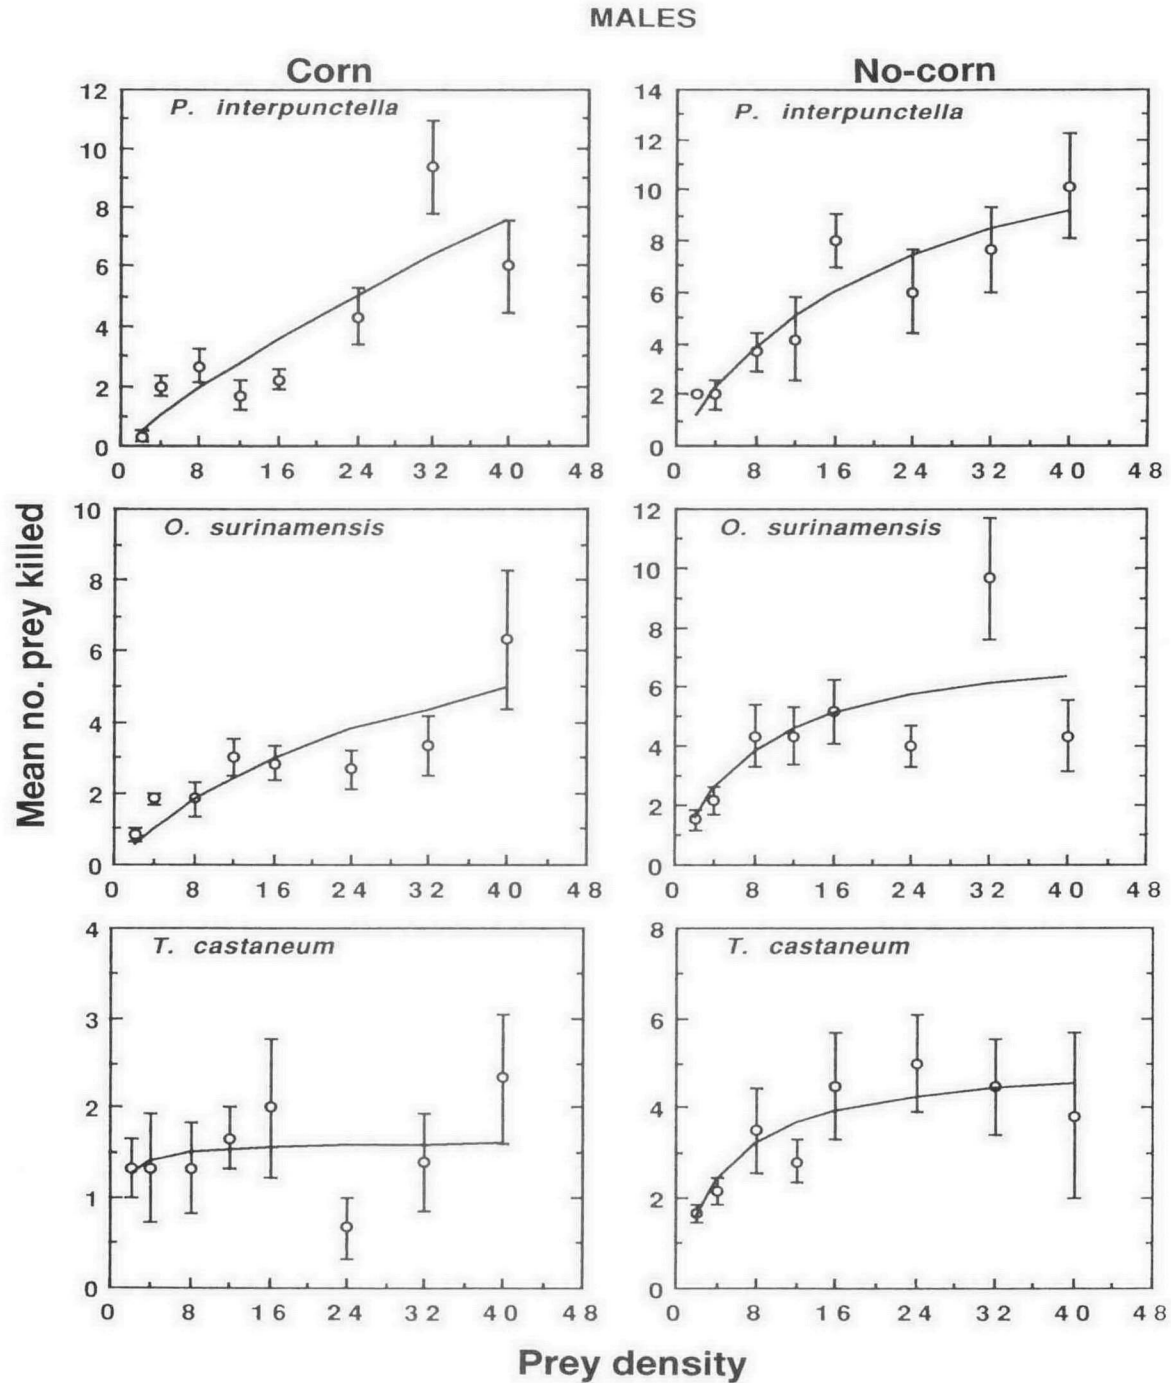 MALES
Corn
No-corn
12
10
8
6
4
2
0
P. interpunctella
0 8 16 24 32 40 48
14
12
10
8
6
4
2
0
P. interpunctella
0 8 16 24 32 40 48
Mean no. prey killed
10
8
6
4
2
0
O. surinamensis
0 8 16 24 32 40 48
12
10
8
6
4
2
0
O. surinamensis
0 8 16 24 32 40 48
4
3
2
1
0
T. castaneum
0 8 16 24 32 40 48
8
6
4
2
0
T. castaneum
0 8 16 24 32 40 48
Prey density